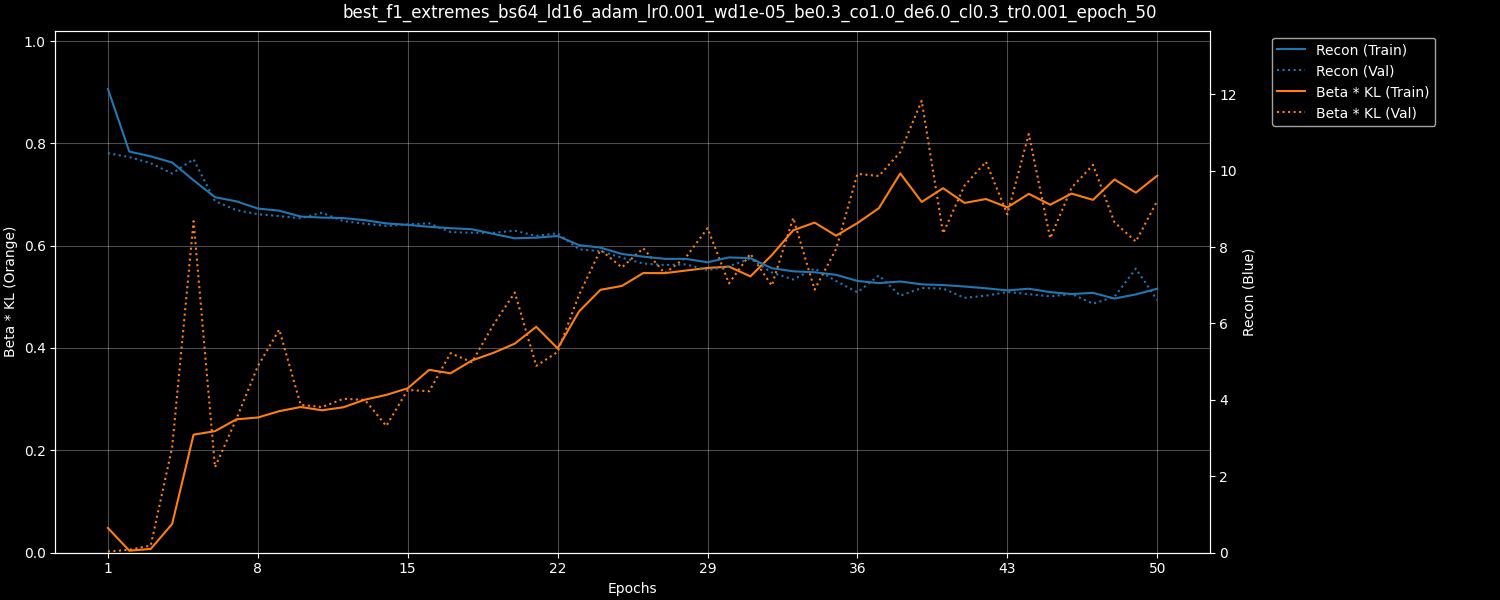 best_f1_extremes_bs64_ld16_adam_lr0.001_wd1e-05_be0.3_co1.0_de6.0_cl0.3_tr0.001_epoch_50
Recon (Train)
Recon (Val)
Beta * KL (Train)
Beta * KL (Val)
Beta * KL (Orange)
1.0
0.8
0.6
0.4
0.2
0.0
12
10
8
6
4
2
0
Recon (Blue)
1 8 15 22 29 36 43 50
Epochs